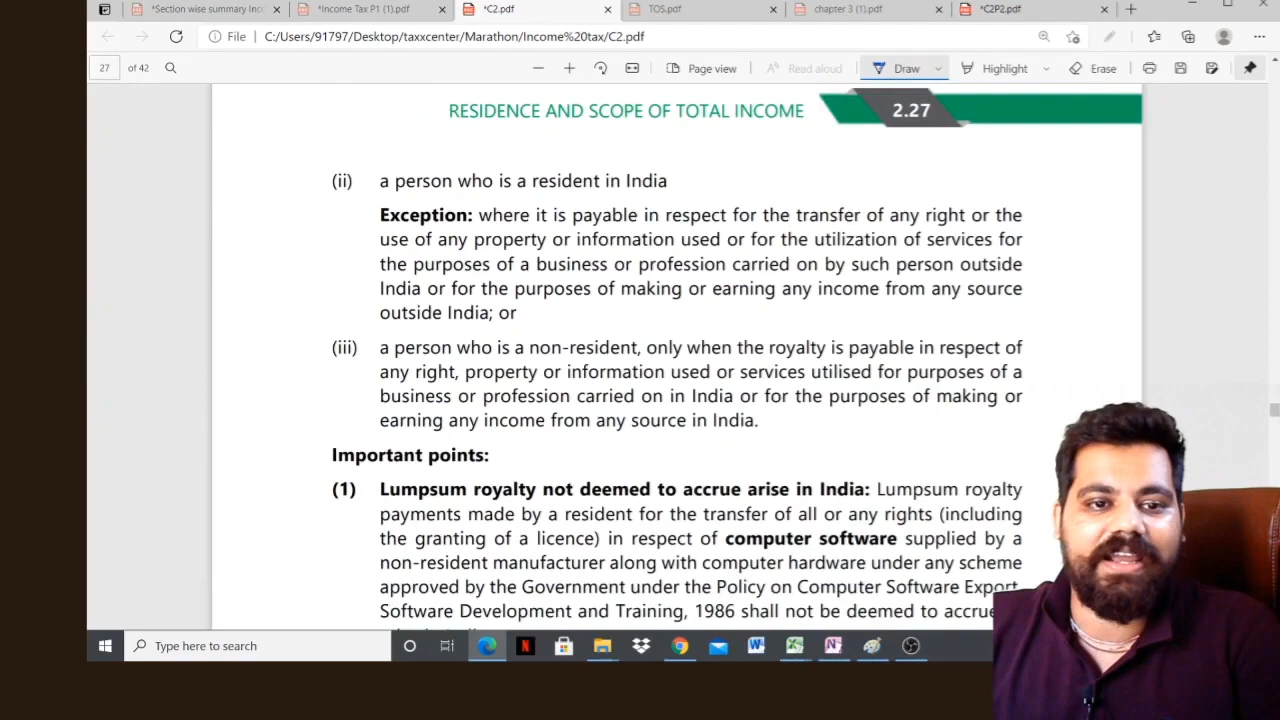 *Section wise summary Inc
*Income Tax P1 (1).pdf
*C2.pdf
TOS.pdf
chapter 3 (1).pdf
*C2P2.pdf
File
C:/Users/91797/Desktop/taxxcenter/Marathon/Income%20tax/C2.pdf
27 of 42
Page view
Read aloud
Draw
Highlight
Erase
RESIDENCE AND SCOPE OF TOTAL INCOME 2.27
(ii) a person who is a resident in India
Exception: where it is payable in respect for the transfer of any right or the
use of any property or information used or for the utilization of services for
the purposes of a business or profession carried on by such person outside
India or for the purposes of making or earning any income from any source
outside India; or
(iii) a person who is a non-resident, only when the royalty is payable in respect of
any right, property or information used or services utilised for purposes of a
business or profession carried on in India or for the purposes of making or
earning any income from any source in India.
Important points:
(1) Lumpsum royalty not deemed to accrue arise in India: Lumpsum royalty
payments made by a resident for the transfer of all or any rights (including
the granting of a licence) in respect of computer software supplied by a
non-resident manufacturer along with computer hardware under any scheme
approved by the Government under the Policy on Computer Software Export,
Software Development and Training, 1986 shall not be deemed to accrue
Type here to search